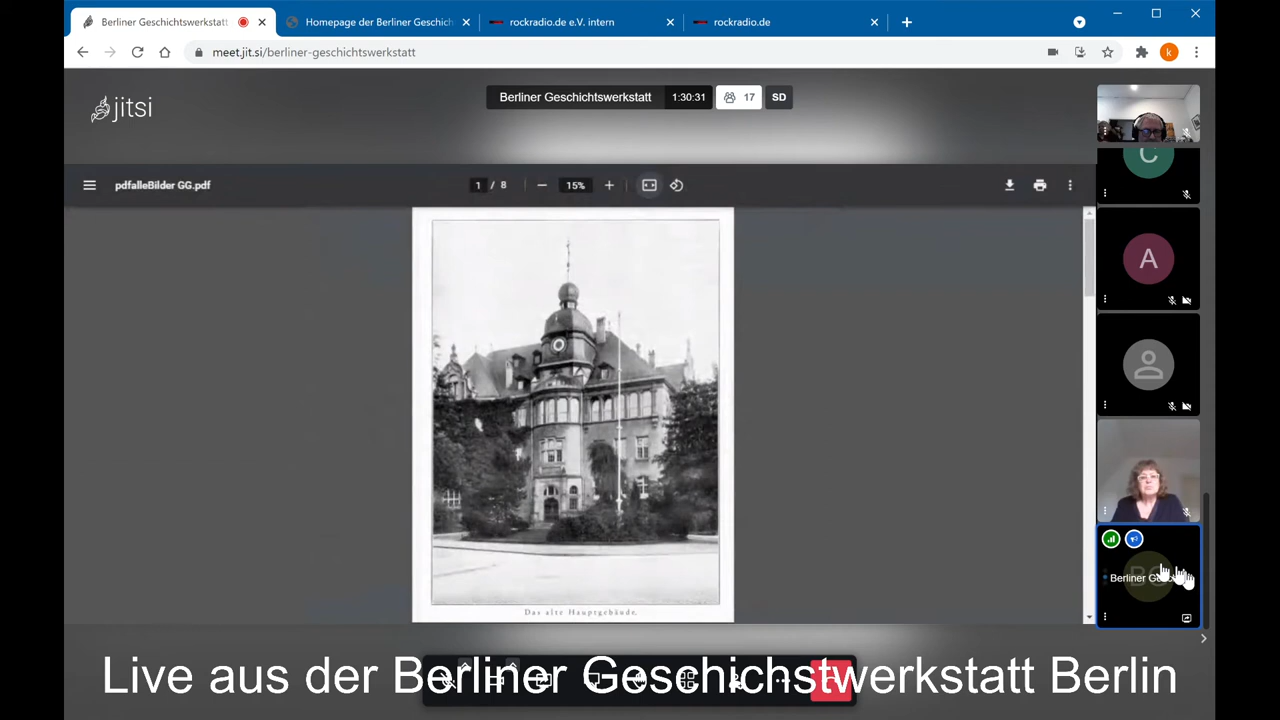 Berliner Geschichtswerkstatt
Homepage der Berliner Geschich
rockradio.de e.V. intern
rockradio.de
meet.jit.si/berliner-geschichtswerkstatt
k
jitsi
Berliner Geschichtswerkstatt 1:30:31 17 SD
pdfalleBilder GG.pdf
1 / 8
15%
C
A
Das alte Hauptgebäude.
Berliner
Live aus der Berliner Geschichstwerkstatt Berlin